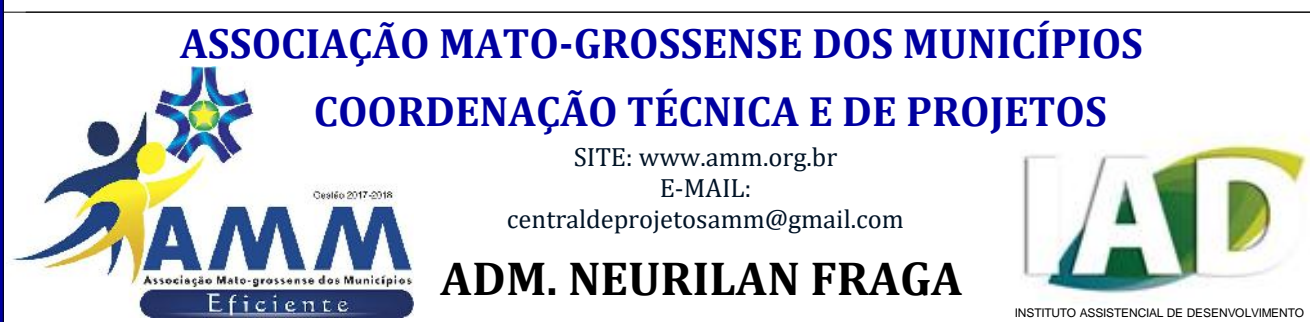 ASSOCIAÇÃO MATO-GROSSENSE DOS MUNICÍPIOS
COORDENAÇÃO TÉCNICA E DE PROJETOS
SITE: www.amm.org.br
E-MAIL:
centraldeprojetosamm@gmail.com
ADM. NEURILAN FRAGA
Gestão 2017-2018
AMM
Associação Mato-grossense dos Municípios
Eficiente
IAD
INSTITUTO ASSISTENCIAL DE DESENVOLVIMENTO